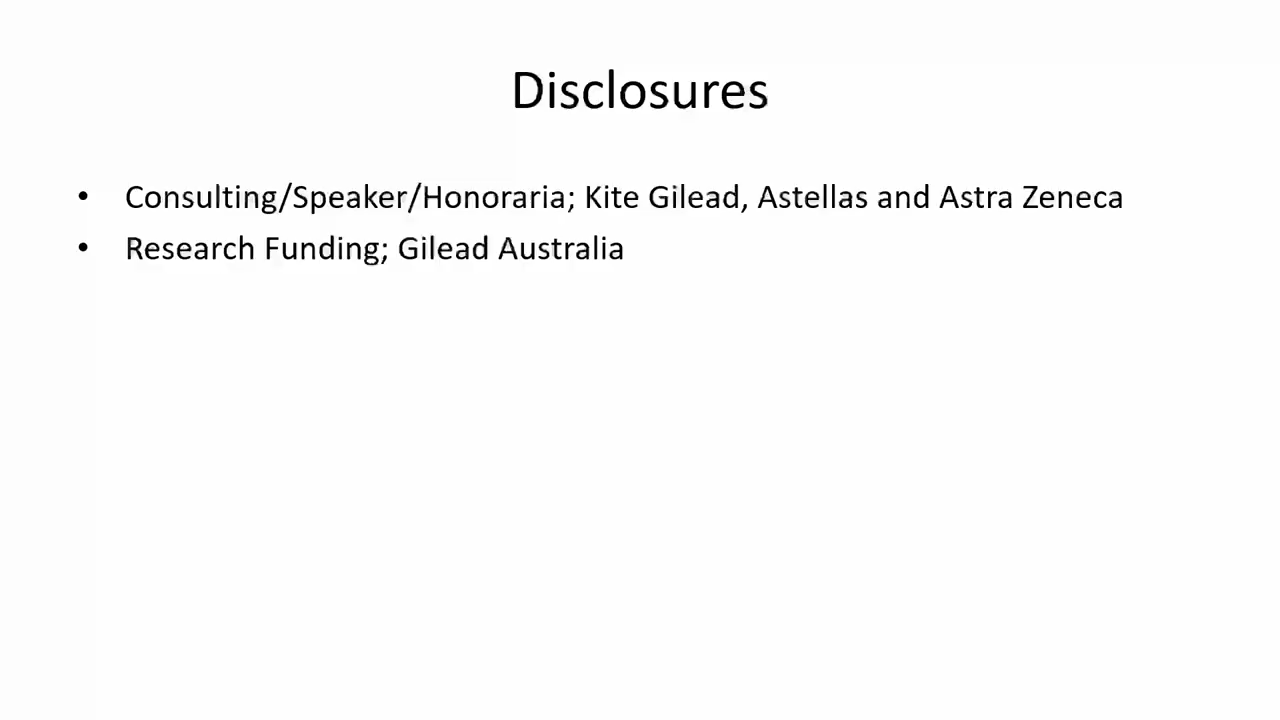 Disclosures
• Consulting/Speaker/Honoraria; Kite Gilead, Astellas and Astra Zeneca
• Research Funding; Gilead Australia